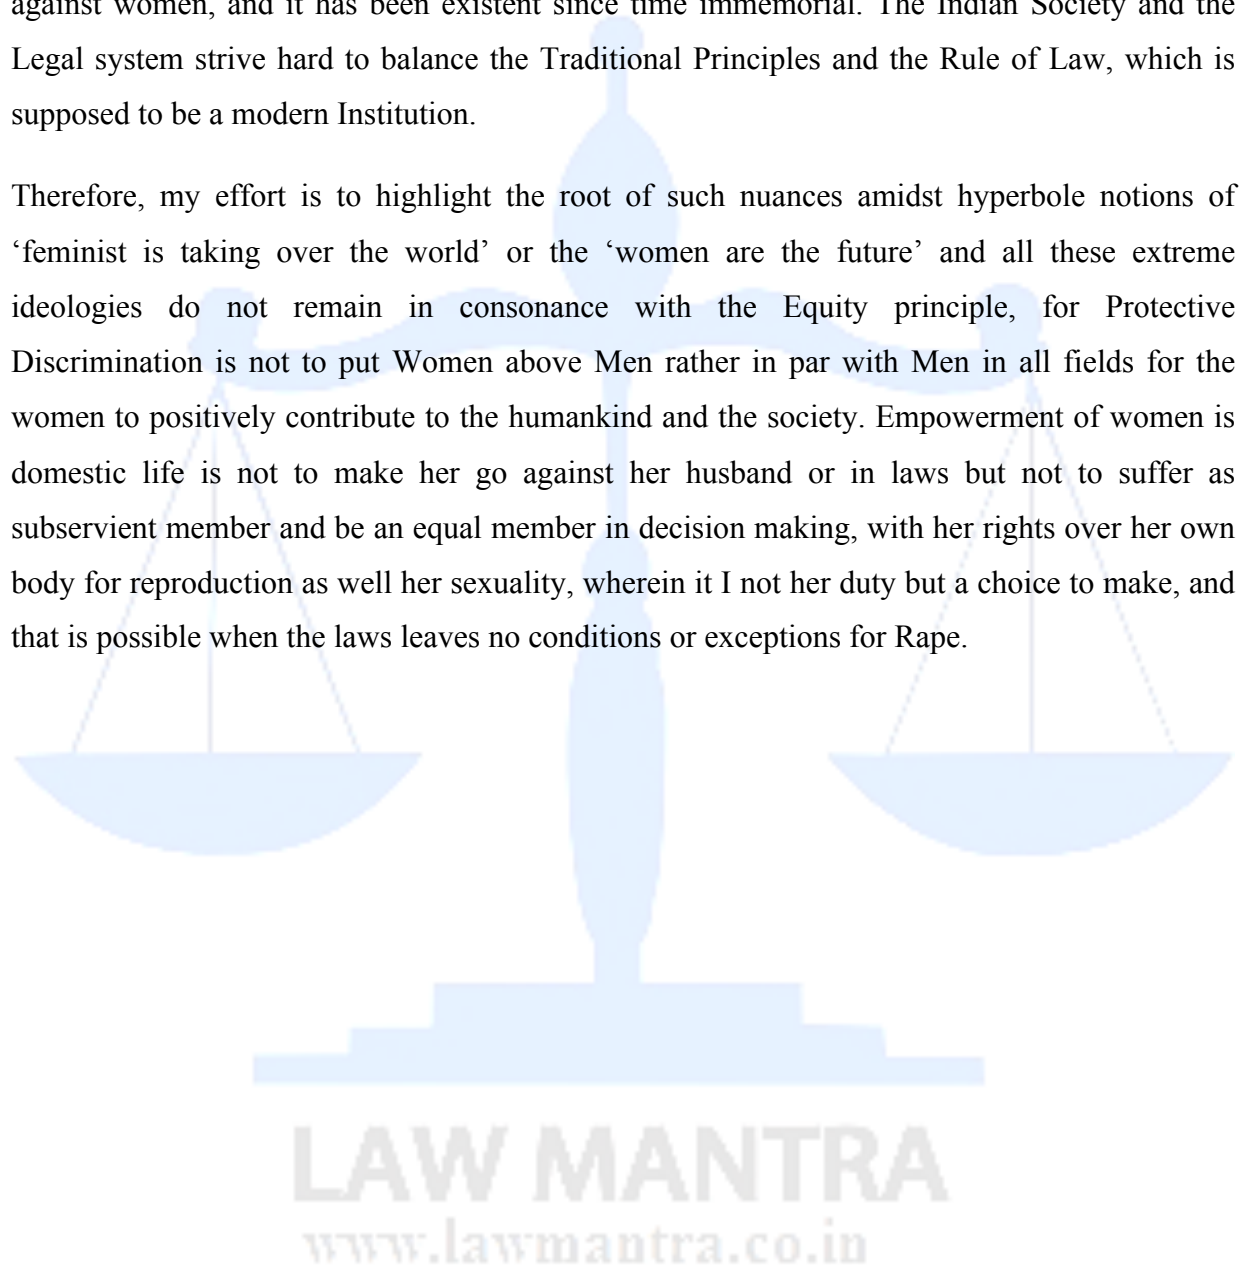 against women, and it has been existent since time immemorial. The Indian Society and the
Legal system strive hard to balance the Traditional Principles and the Rule of Law, which is
supposed to be a modern Institution.
Therefore, my effort is to highlight the root of such nuances amidst hyperbole notions of
‘feminist is taking over the world’ or the ‘women are the future’ and all these extreme
ideologies do not remain in consonance with the Equity principle, for Protective
Discrimination is not to put Women above Men rather in par with Men in all fields for the
women to positively contribute to the humankind and the society. Empowerment of women is
domestic life is not to make her go against her husband or in laws but not to suffer as
subservient member and be an equal member in decision making, with her rights over her own
body for reproduction as well her sexuality, wherein it I not her duty but a choice to make, and
that is possible when the laws leaves no conditions or exceptions for Rape.
LAW MANTRA
www.lawmantra.co.in